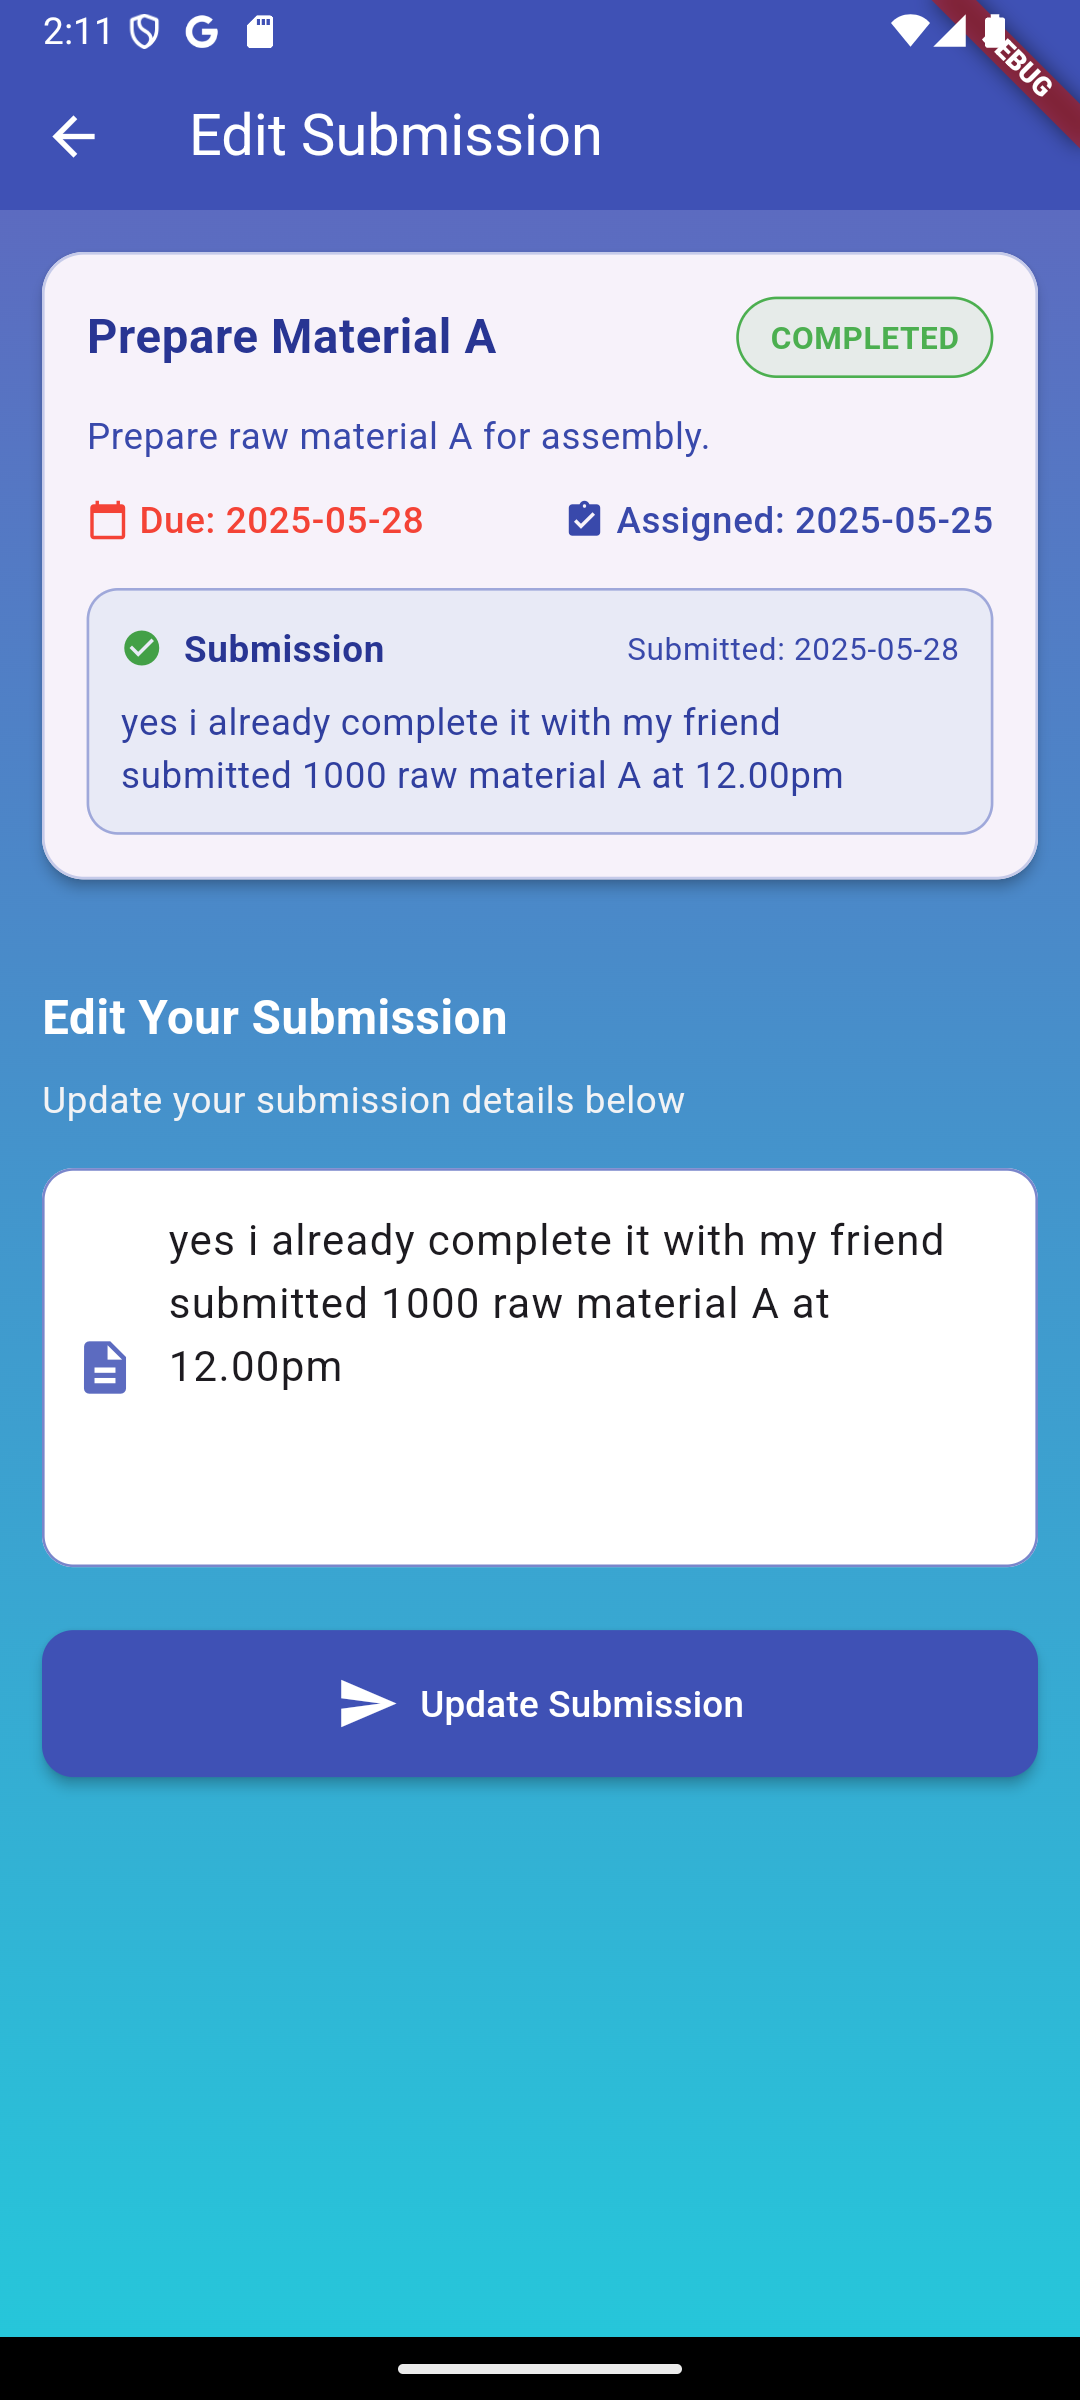 2:11
EBUG
Edit Submission
Prepare Material A
COMPLETED
Prepare raw material A for assembly.
Due: 2025-05-28
Assigned: 2025-05-25
Submission
Submitted: 2025-05-28
yes i already complete it with my friend
submitted 1000 raw material A at 12.00pm
Edit Your Submission
Update your submission details below
yes i already complete it with my friend
submitted 1000 raw material A at
12.00pm
Update Submission